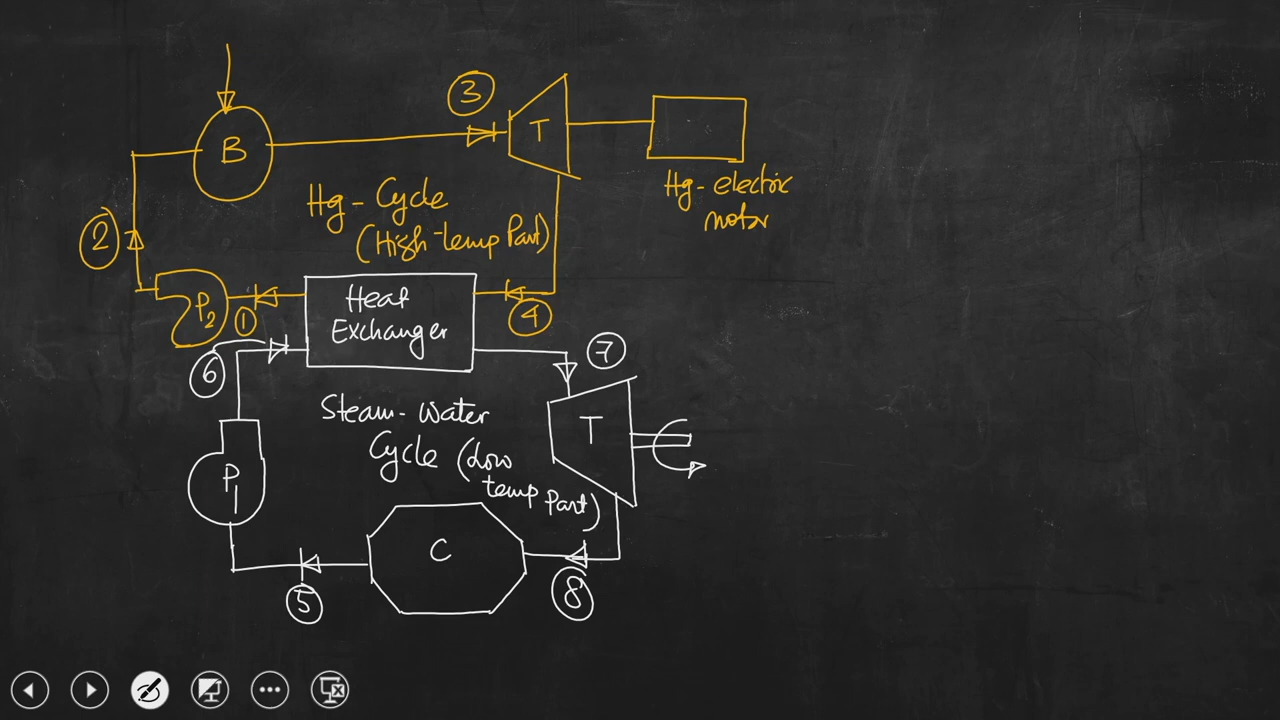 3
B
T
Hg-Cycle
(High-temp Part)
Hg-electric
motor
2
P2
1
Heat
Exchanger
4
6
7
Steam-Water
Cycle (Low
temp Part)
T
P1
C
5
8